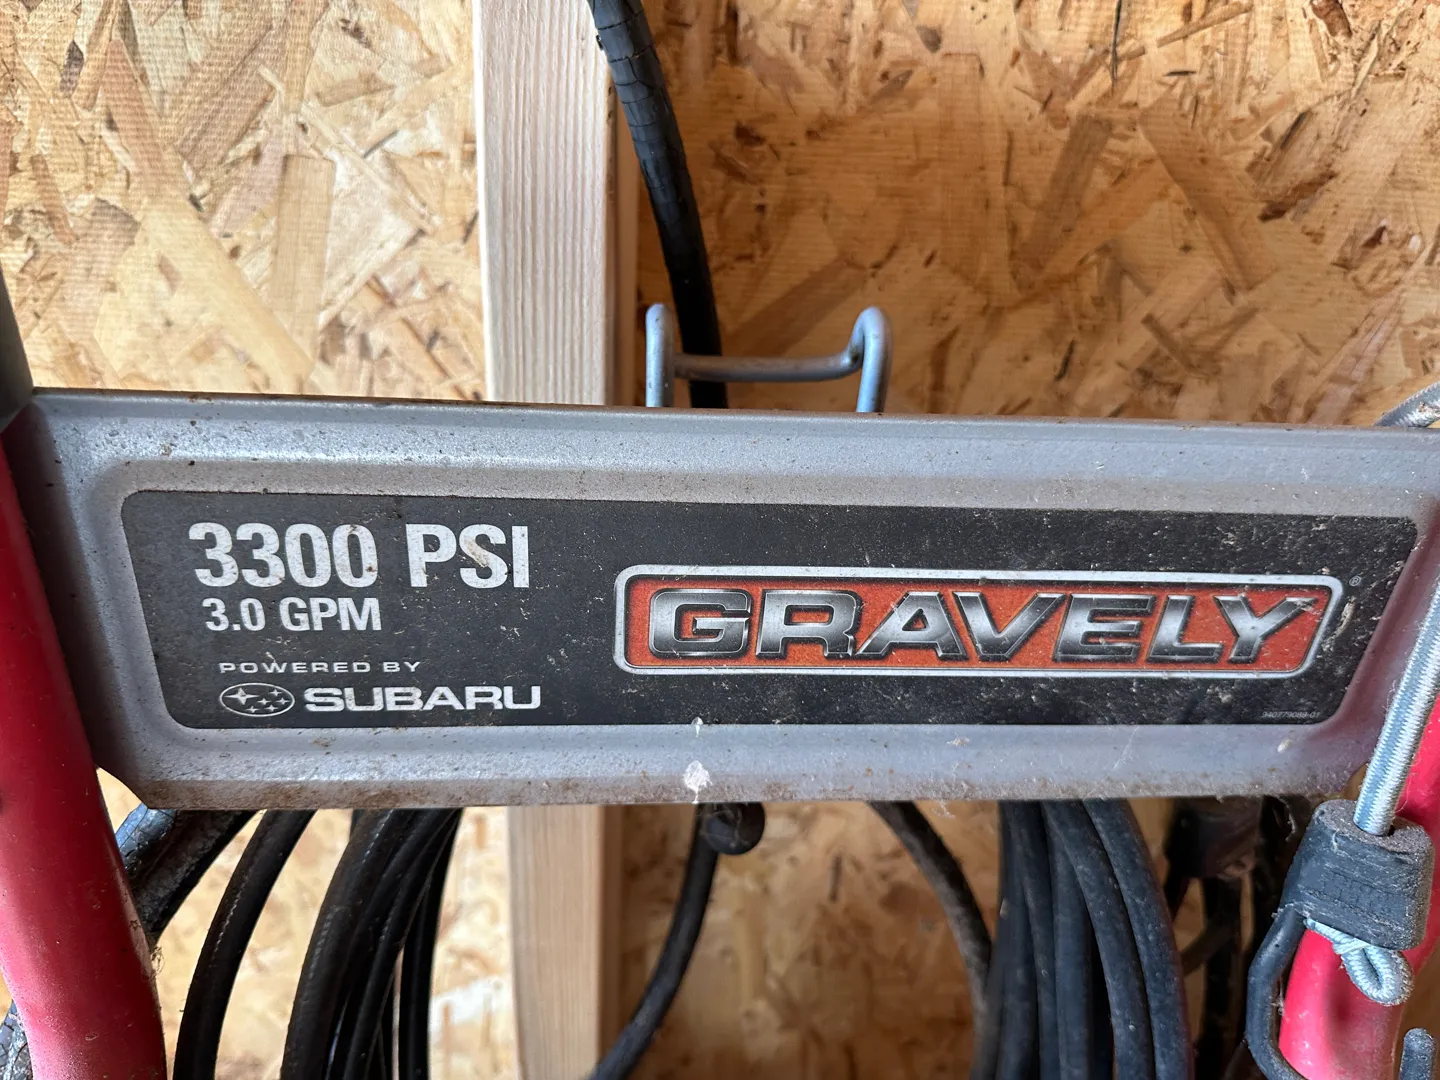 3300 PSI
3.0 GPM
POWERED BY
SUBARU
GRAVELY®